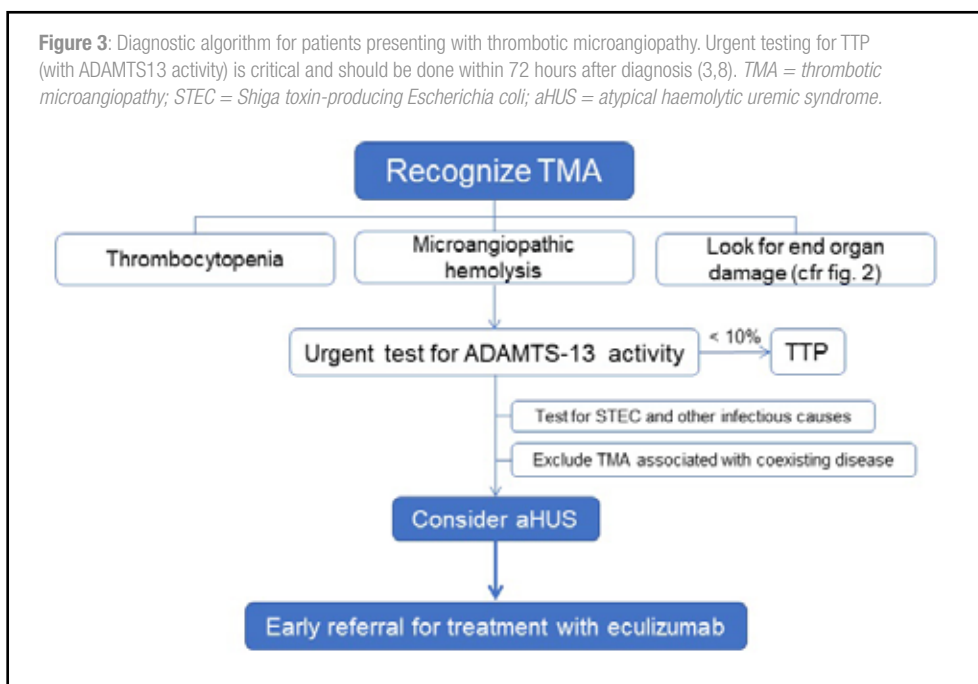 Figure 3: Diagnostic algorithm for patients presenting with thrombotic microangiopathy. Urgent testing for TTP
(with ADAMTS13 activity) is critical and should be done within 72 hours after diagnosis (3,8). TMA = thrombotic
microangiopathy; STEC = Shiga toxin-producing Escherichia coli; aHUS = atypical haemolytic uremic syndrome.
Recognize TMA
Thrombocytopenia
Microangiopathic
hemolysis
Look for end organ
damage (cfr fig. 2)
Urgent test for ADAMTS-13 activity
< 10%
TTP
Test for STEC and other infectious causes
Exclude TMA associated with coexisting disease
Consider aHUS
Early referral for treatment with eculizumab